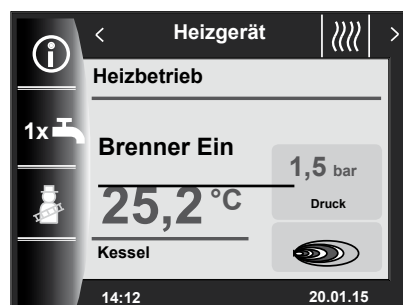 < Heizgerät >
Heizbetrieb
1x
Brenner Ein
1,5 bar
Druck
25,2 °C
Kessel
14:12 20.01.15